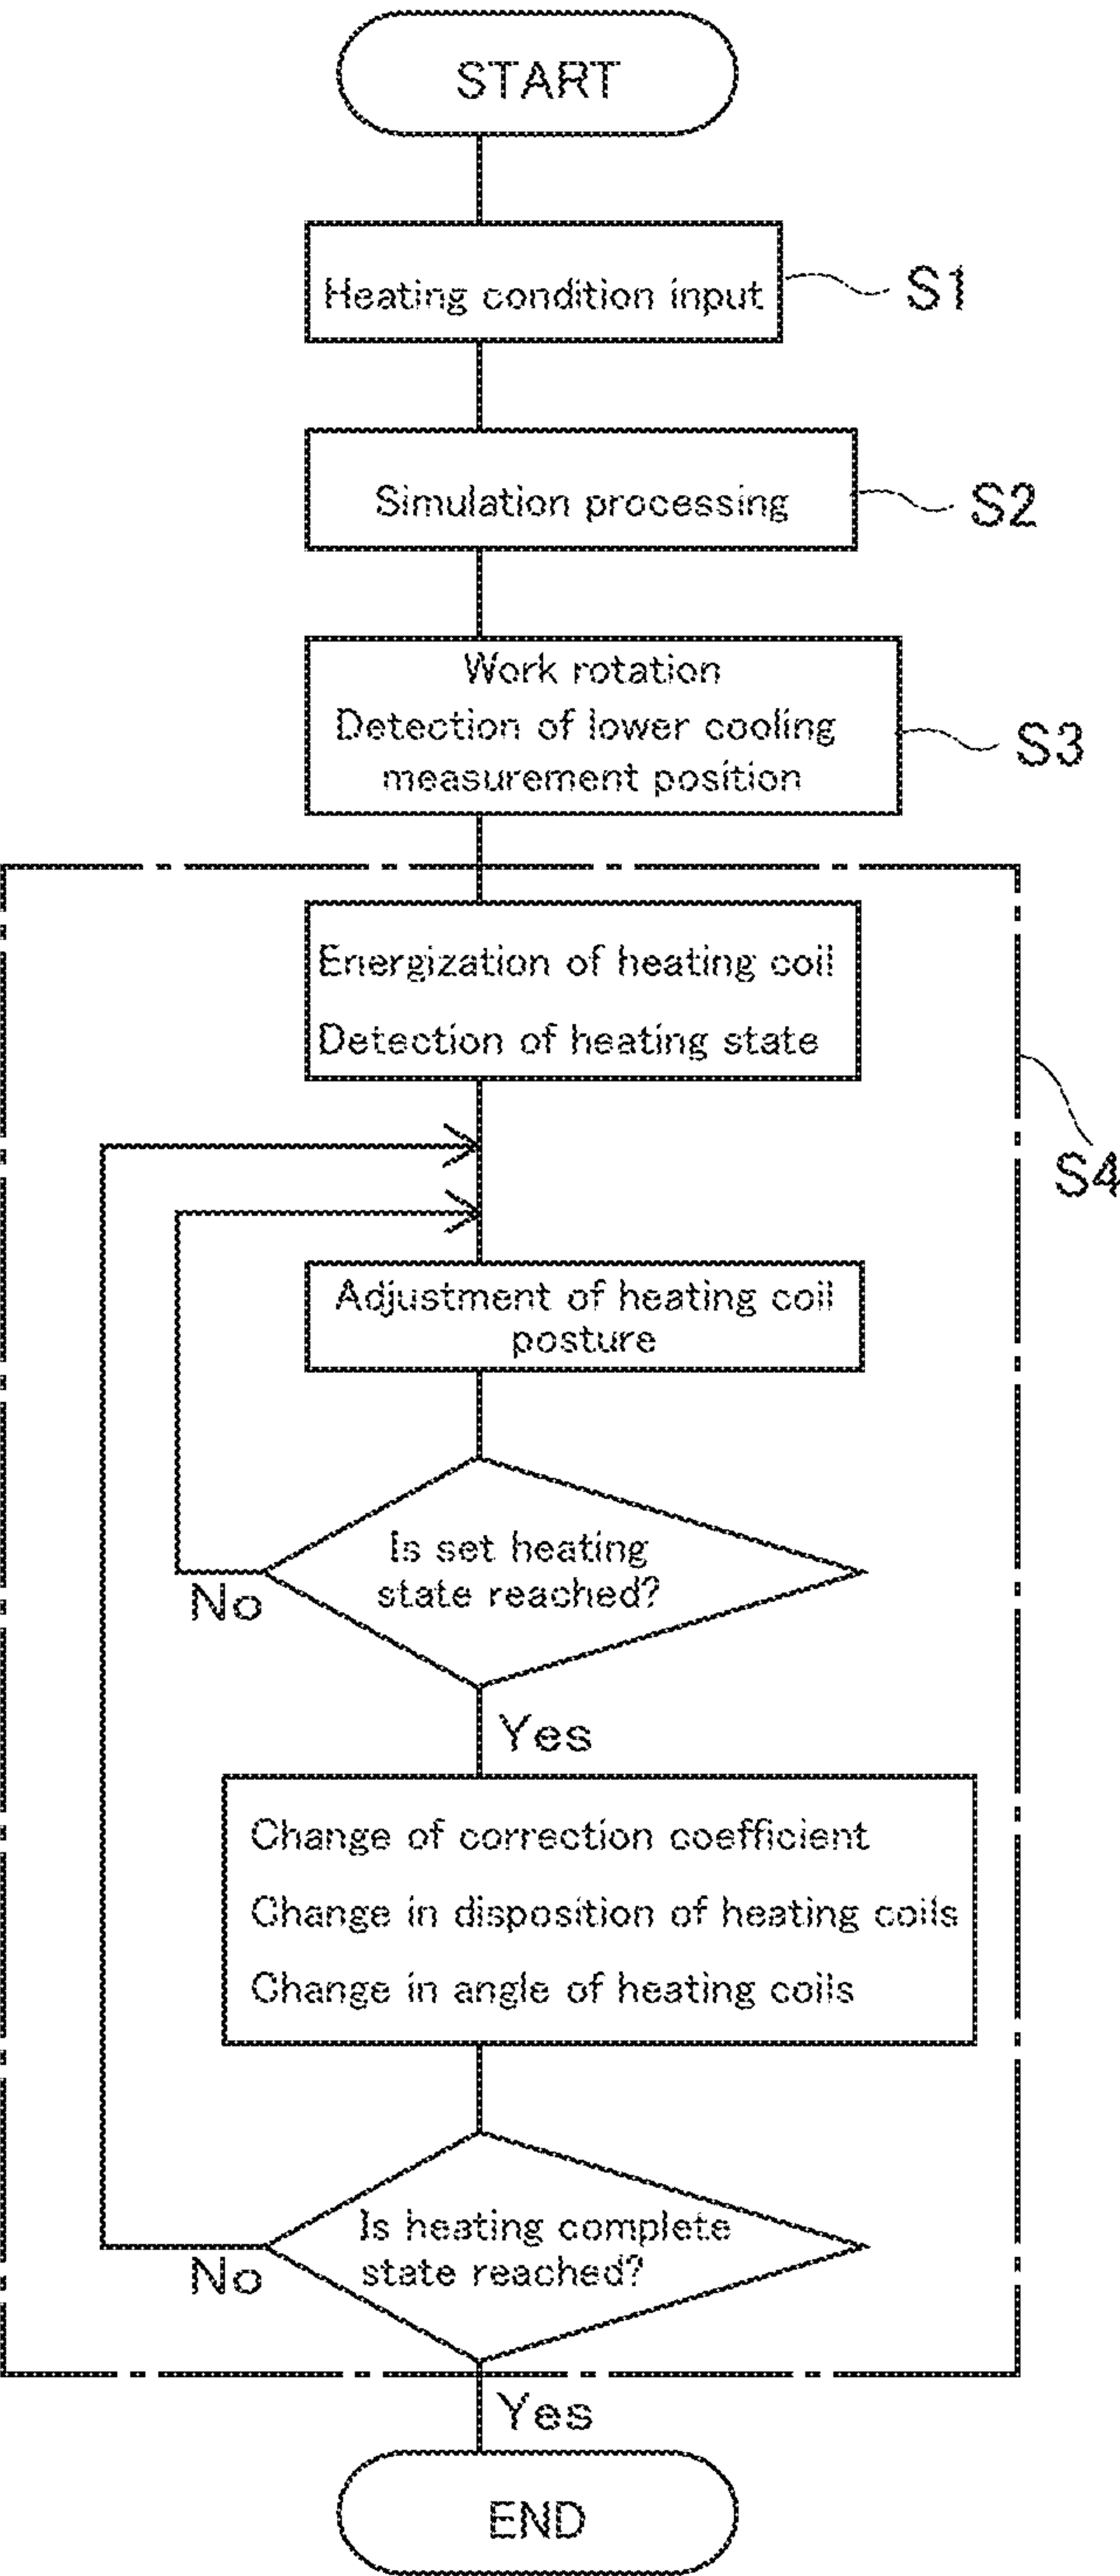 START
Heating condition input
S1
Simulation processing
S2
Work rotation
Detection of lower cooling
measurement position
S3
Energization of heating coil
Detection of heating state
S4
Adjustment of heating coil
posture
Is set heating
state reached?
No
Yes
Change of correction coefficient
Change in disposition of heating coils
Change in angle of heating coils
Is heating complete
state reached?
No
Yes
END